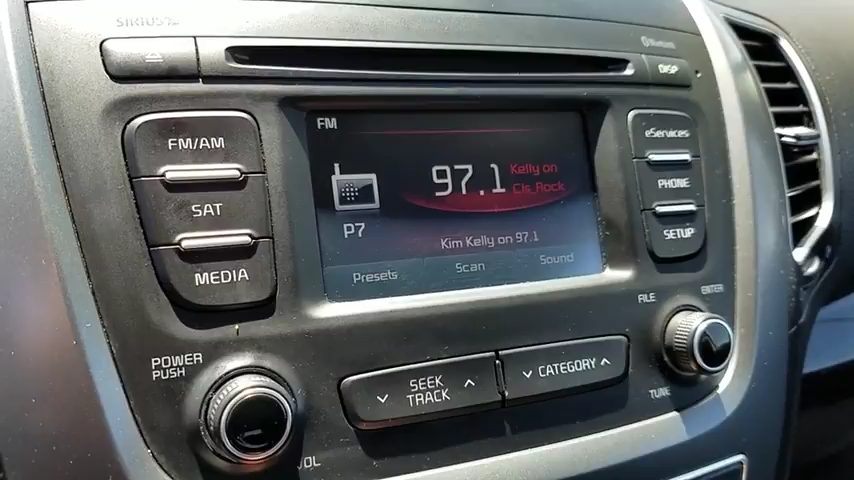 SIRIUS
Bluetooth
DISP
FM/AM
SAT
MEDIA
FM
97.1
Kelly on
Cls Rock
P7
Kim Kelly on 97.1
Presets
Scan
Sound
eServices
PHONE
SETUP
POWER
PUSH
VOL
SEEK
TRACK
CATEGORY
FILE
ENTER
TUNE